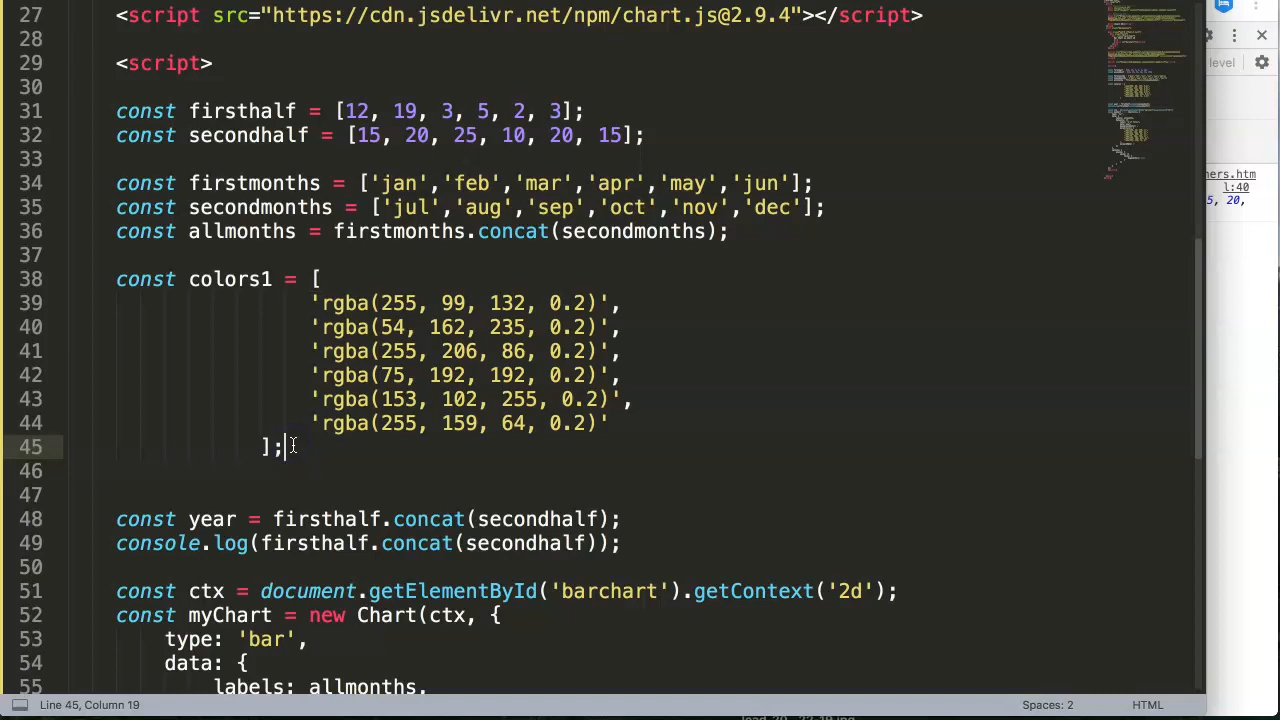 27 <script src="https://cdn.jsdelivr.net/npm/chart.js@2.9.4"></script>
28
29 <script>
30
31 const firsthalf = [12, 19, 3, 5, 2, 3];
32 const secondhalf = [15, 20, 25, 10, 20, 15];
33
34 const firstmonths = ['jan','feb','mar','apr','may','jun'];
35 const secondmonths = ['jul','aug','sep','oct','nov','dec'];
36 const allmonths = firstmonths.concat(secondmonths);
37
38 const colors1 = [
39 'rgba(255, 99, 132, 0.2)',
40 'rgba(54, 162, 235, 0.2)',
41 'rgba(255, 206, 86, 0.2)',
42 'rgba(75, 192, 192, 0.2)',
43 'rgba(153, 102, 255, 0.2)',
44 'rgba(255, 159, 64, 0.2)'
45 ];
46
47
48 const year = firsthalf.concat(secondhalf);
49 console.log(firsthalf.concat(secondhalf));
50
51 const ctx = document.getElementById('barchart').getContext('2d');
52 const myChart = new Chart(ctx, {
53 type: 'bar',
54 data: {
55 labels: allmonths,
level
ners.htm
l:40
5, 20,
Line 45, Column 19
Spaces: 2
HTML